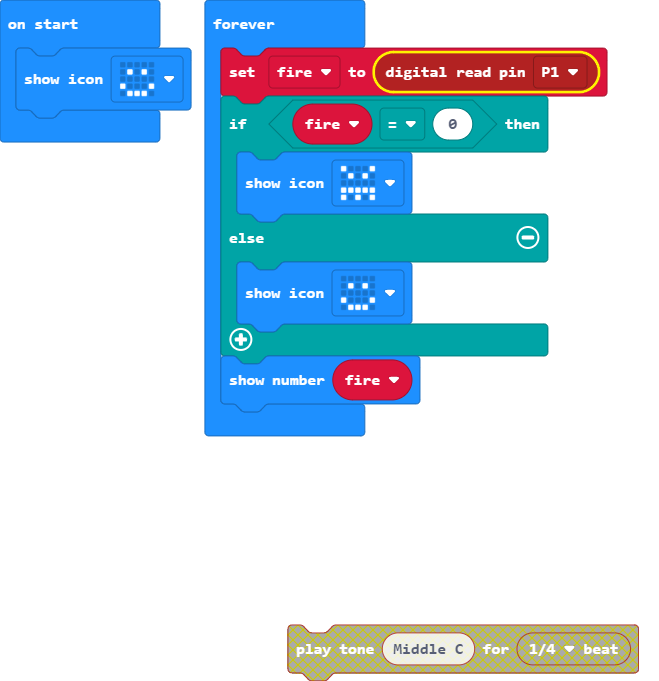 on start
show icon
forever
set fire to digital read pin P1
if fire = 0 then
show icon
else
show icon
show number fire
play tone Middle C for 1/4 beat